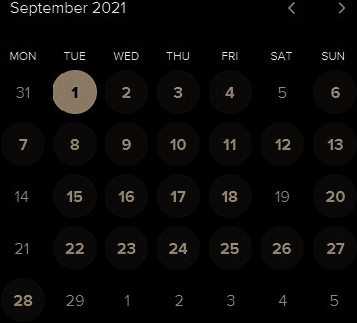 September 2021
MON TUE WED THU FRI SAT SUN
31 1 2 3 4 5 6
7 8 9 10 11 12 13
14 15 16 17 18 19 20
21 22 23 24 25 26 27
28 29 1 2 3 4 5